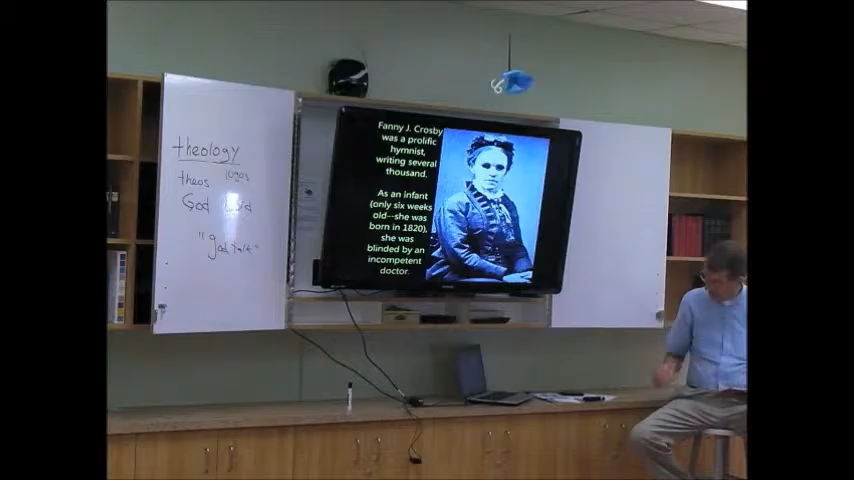 theology
theos logos
God
"God talk"
Fanny J. Crosby
was a prolific
hymnist,
writing several
thousand.
As an infant
(only six weeks
old--she was
born in 1820),
she was
blinded by an
incompetent
doctor.